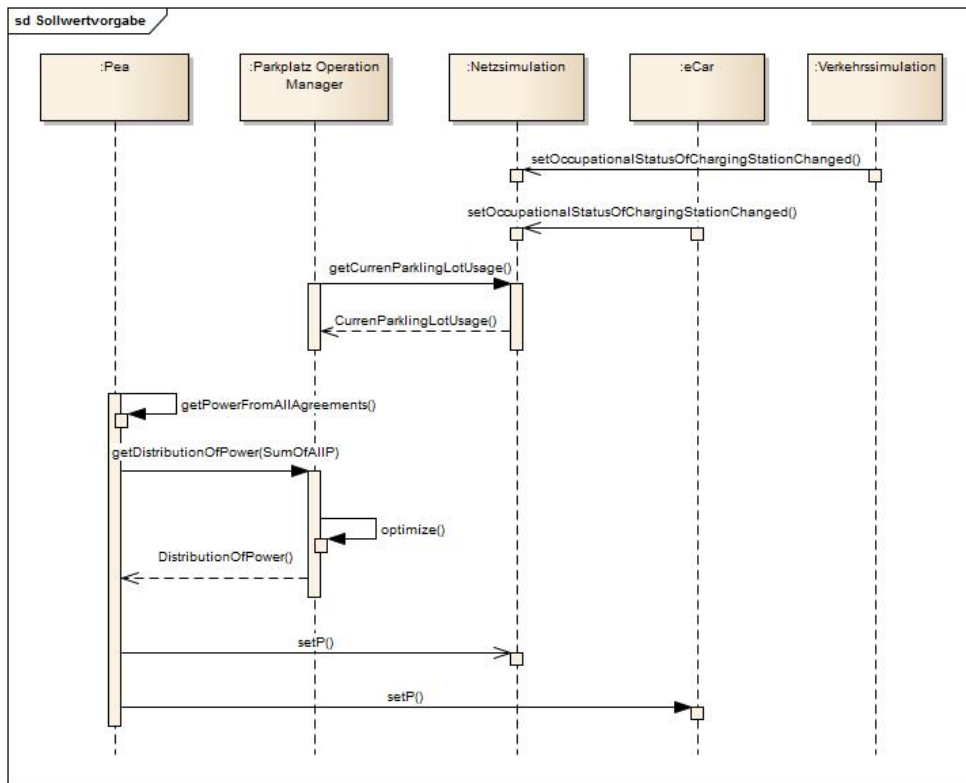 sd Sollwertvorgabe
:Pea
:Parkplatz Operation
Manager
:Netzsimulation
:eCar
:Verkehrssimulation
setOccupationalStatusOfChargingStationChanged()
setOccupationalStatusOfChargingStationChanged()
getCurrenParklingLotUsage()
CurrenParklingLotUsage()
getPowerFromAllAgreements()
getDistributionOfPower(SumOfAllP)
optimize()
DistributionOfPower()
setP()
setP()